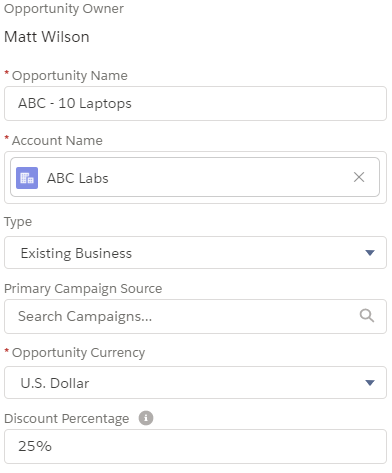 Opportunity Owner
Matt Wilson
* Opportunity Name
ABC - 10 Laptops
* Account Name
ABC Labs
Type
Existing Business
Primary Campaign Source
Search Campaigns...
* Opportunity Currency
U.S. Dollar
Discount Percentage
25%